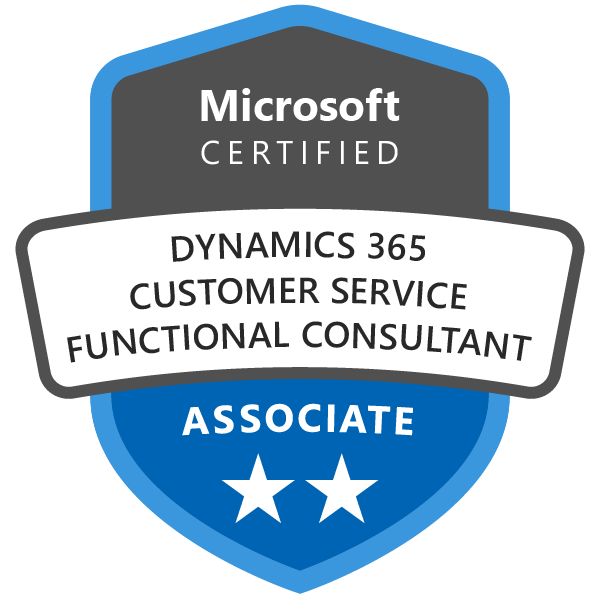 Microsoft
CERTIFIED
DYNAMICS 365
CUSTOMER SERVICE
FUNCTIONAL CONSULTANT
ASSOCIATE